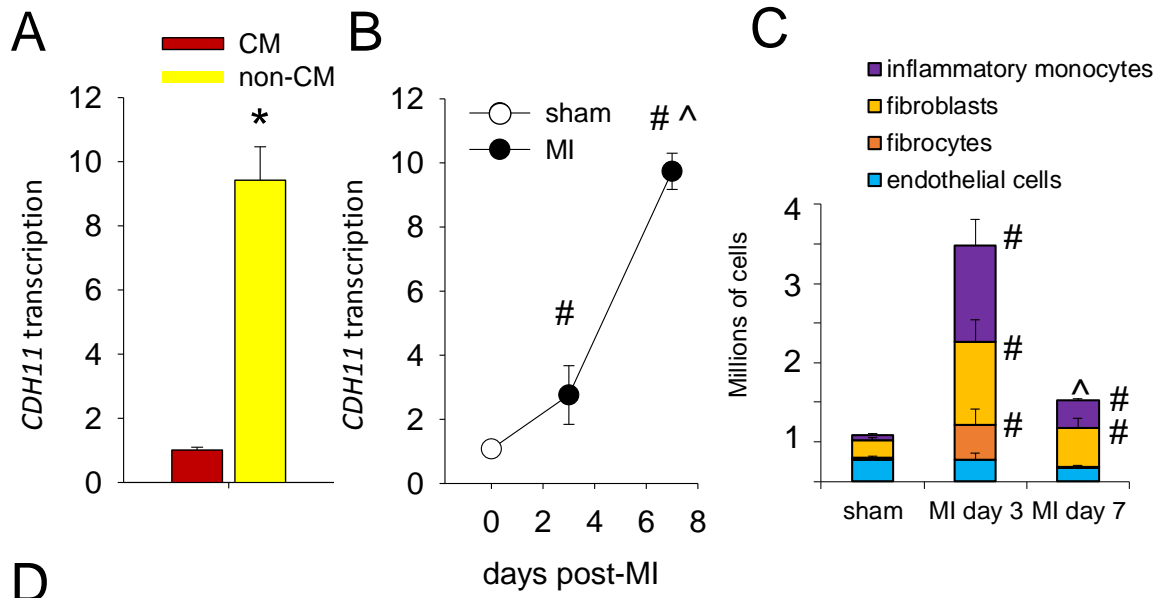 A
CM
non-CM
CDH11 transcription
12
10
8
6
4
2
0
*
B
sham
MI
CDH11 transcription
12
10
8
6
4
2
0
#
# ^
0 2 4 6 8
days post-MI
C
inflammatory monocytes
fibroblasts
fibrocytes
endothelial cells
Millions of cells
4
3
2
1
#
#
#
^
#
#
sham MI day 3 MI day 7
D